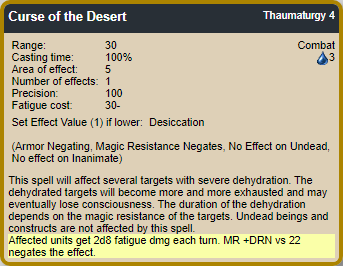 Curse of the Desert Thaumaturgy 4
Range: 30 Combat
Casting time: 100% 3
Area of effect: 5
Number of effects: 1
Precision: 100
Fatigue cost: 30-
Set Effect Value (1) if lower: Desiccation
(Armor Negating, Magic Resistance Negates, No Effect on Undead,
No effect on Inanimate)
This spell will affect several targets with severe dehydration. The
dehydrated targets will become more and more exhausted and may
eventually lose consciousness. The duration of the dehydration
depends on the magic resistance of the targets. Undead beings and
constructs are not affected by this spell.
Affected units get 2d8 fatigue dmg each turn. MR +DRN vs 22
negates the effect.